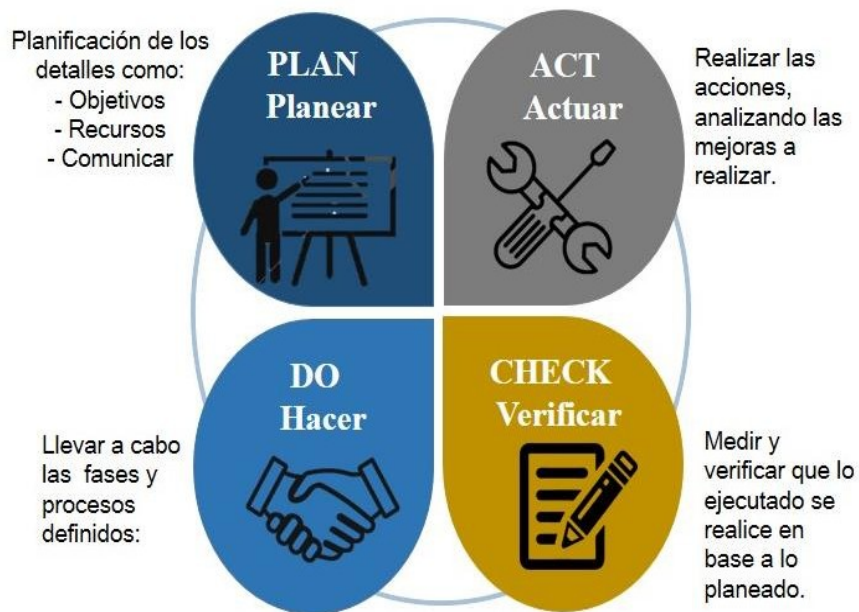 Planificación de los
detalles como:
- Objetivos
- Recursos
- Comunicar
PLAN
Planear
ACT
Actuar
Realizar las
acciones,
analizando las
mejoras a
realizar.
DO
Hacer
CHECK
Verificar
Llevar a cabo
las fases y
procesos
definidos:
Medir y
verificar que lo
ejecutado se
realice en
base a lo
planeado.